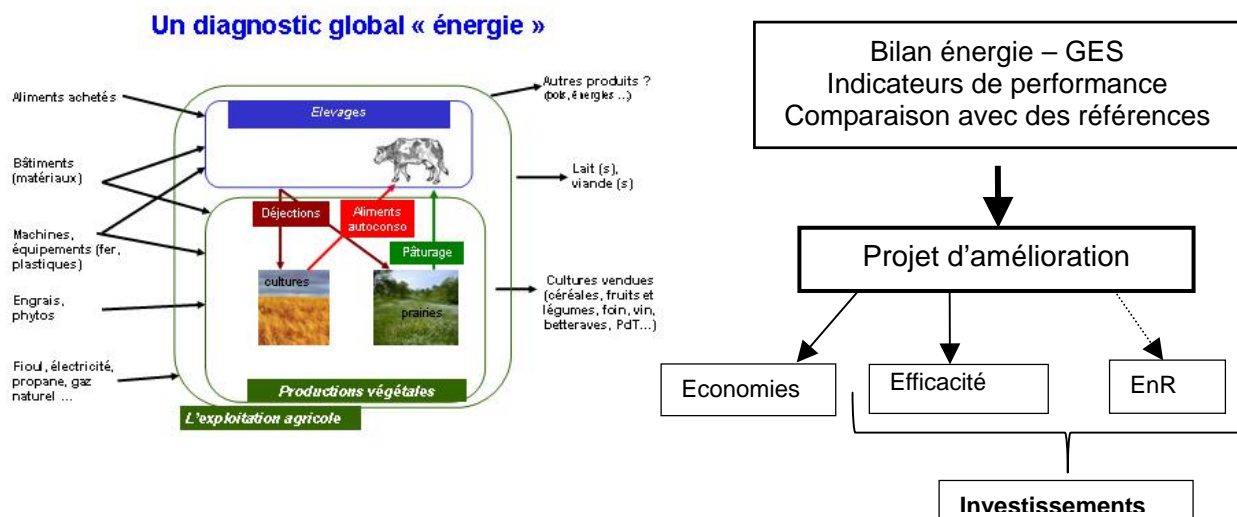 Un diagnostic global « énergie »
Aliments achetés
Bâtiments
(matériaux)
Machines,
équipements (fer,
plastiques)
Engrais,
phytos
Fioul, électricité,
propane, gaz
naturel ...
Elevages
Déjections
Aliments
autoconso
Pâturage
cultures
prairies
Productions végétales
L'exploitation agricole
Autres produits ?
(bois, énergies ...)
Lait (s),
viande (s)
Cultures vendues
(céréales, fruits et
légumes, foin, vin,
betteraves, PdT...)
Bilan énergie – GES
Indicateurs de performance
Comparaison avec des références
Projet d'amélioration
Economies
Efficacité
EnR
Investissements